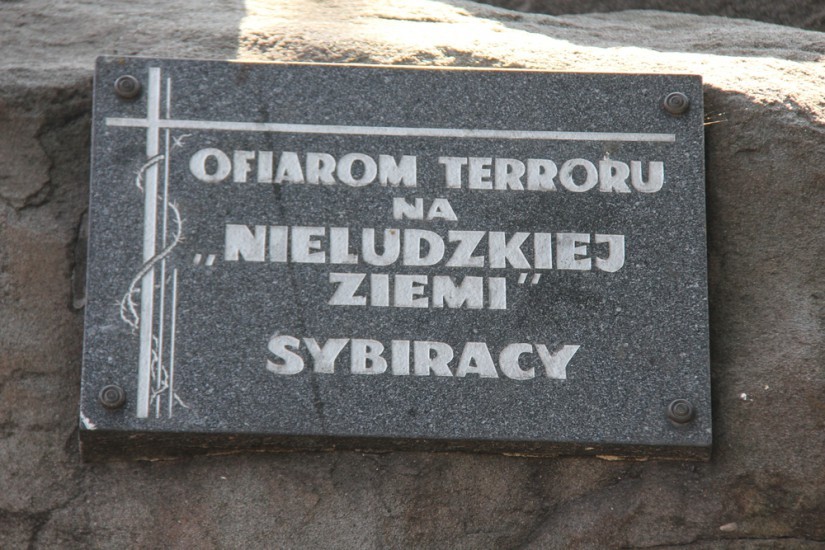 OFIAROM TERRORU
NA
„NIELUDZKIEJ
ZIEMI”
SYBIRACY